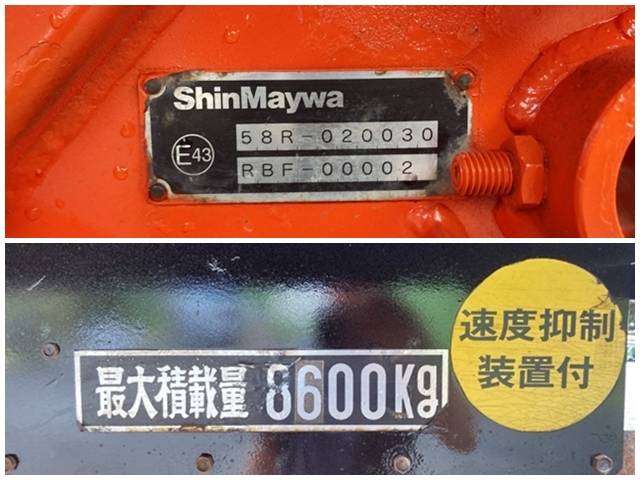 ShinMaywa
E43
58R-020030
RBF-00002
速度抑制
装置付
最大積載量 8600Kg